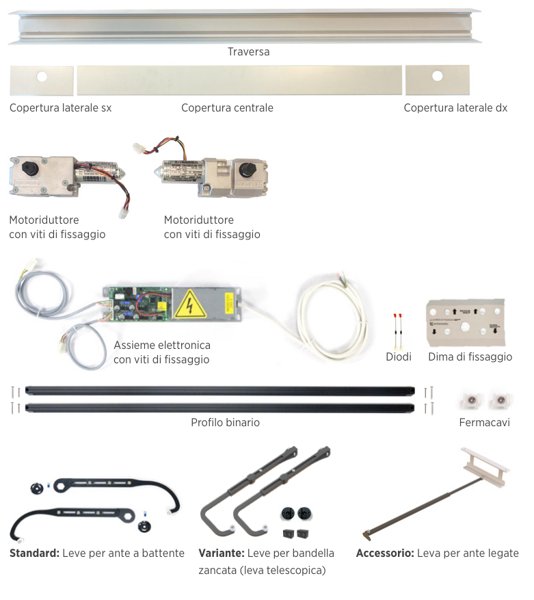 Traversa
Copertura laterale sx
Copertura centrale
Copertura laterale dx
Motoriduttore
con viti di fissaggio
Motoriduttore
con viti di fissaggio
Assieme elettronica
con viti di fissaggio
Diodi
Dima di fissaggio
Profilo binario
Fermacavi
Standard: Leve per ante a battente
Variante: Leve per bandella
zancata (leva telescopica)
Accessorio: Leva per ante legate